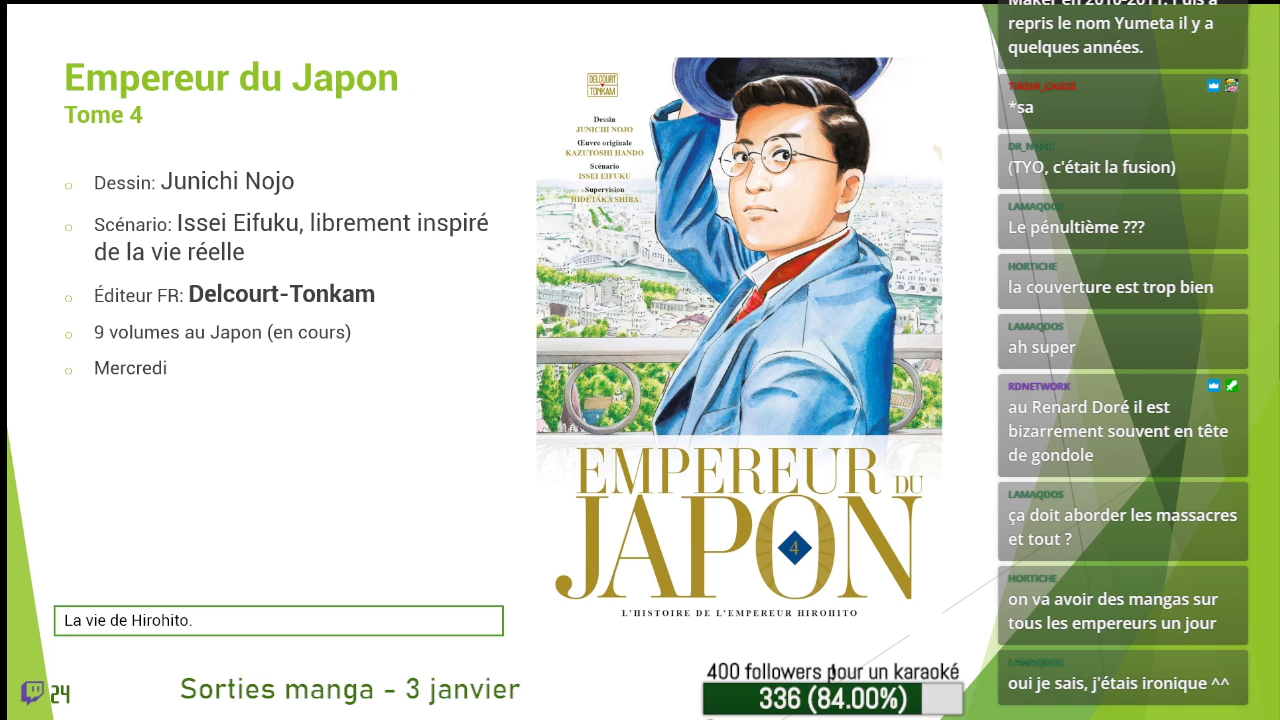 Empereur du Japon
Tome 4
Dessin: Junichi Nojo
Scénario: Issei Eifuku, librement inspiré
de la vie réelle
Éditeur FR: Delcourt-Tonkam
9 volumes au Japon (en cours)
Mercredi
La vie de Hirohito.
24
Sorties manga - 3 janvier
DELCOURT
TONKAM
Dessin
JUNICHI NOJO
Œuvre originale
KAZUTOSHI HANDO
Scénario
ISSEI EIFUKU
Supervision
HIDETAKA SHIBA
EMPEREUR DU
JAPON
4
L'HISTOIRE DE L'EMPEREUR HIROHITO
400 followers pour un karaoké
336 (84.00%)
Maker en 2010-2011. Puis a
repris le nom Yumeta il y a
quelques années.
*sa
(TYO, c'était la fusion)
LAMAQDOS
Le pénultième ???
HORTICHE
la couverture est trop bien
LAMAQDOS
ah super
RDNETWORK
au Renard Doré il est
bizarrement souvent en tête
de gondole
LAMAQDOS
ça doit aborder les massacres
et tout ?
HORTICHE
on va avoir des mangas sur
tous les empereurs un jour
LAMAQDOS
oui je sais, j'étais ironique ^^